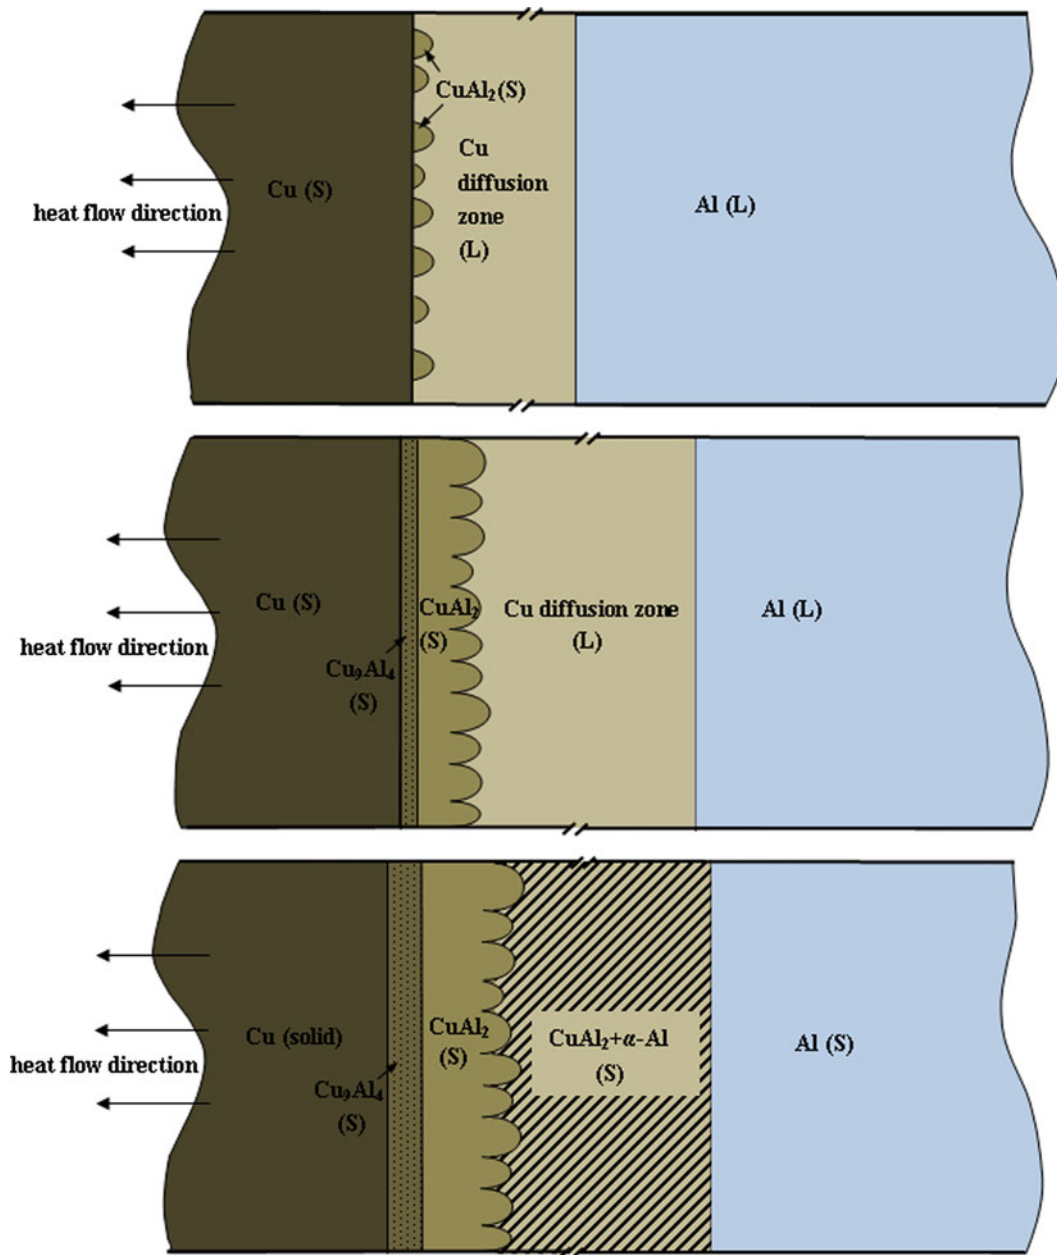 CuAl₂(S)
Cu
diffusion
zone
(L)
Cu (S)
Al (L)
heat flow direction
Cu (S)
CuAl₂
(S)
Cu diffusion zone
(L)
Al (L)
heat flow direction
Cu₉Al₄
(S)
Cu (solid)
CuAl₂
(S)
CuAl₂+α-Al
(S)
Al (S)
heat flow direction
Cu₉Al₄
(S)